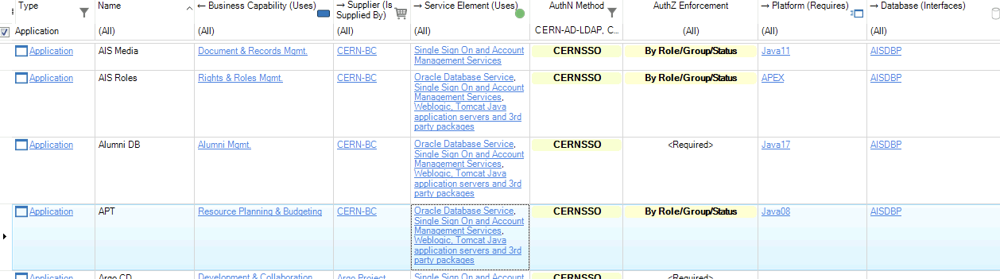 Type Name ← Business Capability (Uses) → Supplier (Is Supplied By) → Service Element (Uses) AuthN Method AuthZ Enforcement → Platform (Requires) → Database (Interfaces)
Application (All) (All) (All) (All) CERN-AD-LDAP, C... (All) (All) (All)
Application AIS Media Document & Records Mgmt. CERN-BC Single Sign On and Account CERNSSO By Role/Group/Status Java11 AISDBP
Management Services
Application AIS Roles Rights & Roles Mgmt. CERN-BC Oracle Database Service, CERNSSO By Role/Group/Status APEX AISDBP
Single Sign On and Account
Management Services,
Weblogic, Tomcat Java
application servers and 3rd
party packages
Application Alumni DB Alumni Mgmt. CERN-BC Oracle Database Service, CERNSSO <Required> Java17 AISDBP
Single Sign On and Account
Management Services,
Weblogic, Tomcat Java
application servers and 3rd
party packages
Application APT Resource Planning & Budgeting CERN-BC Oracle Database Service, CERNSSO By Role/Group/Status Java08 AISDBP
Single Sign On and Account
Management Services,
Weblogic, Tomcat Java
application servers and 3rd
party packages
Application Argo CD Development & Collaboration Argo Project Single Sign On and Account CERNSSO <Required>